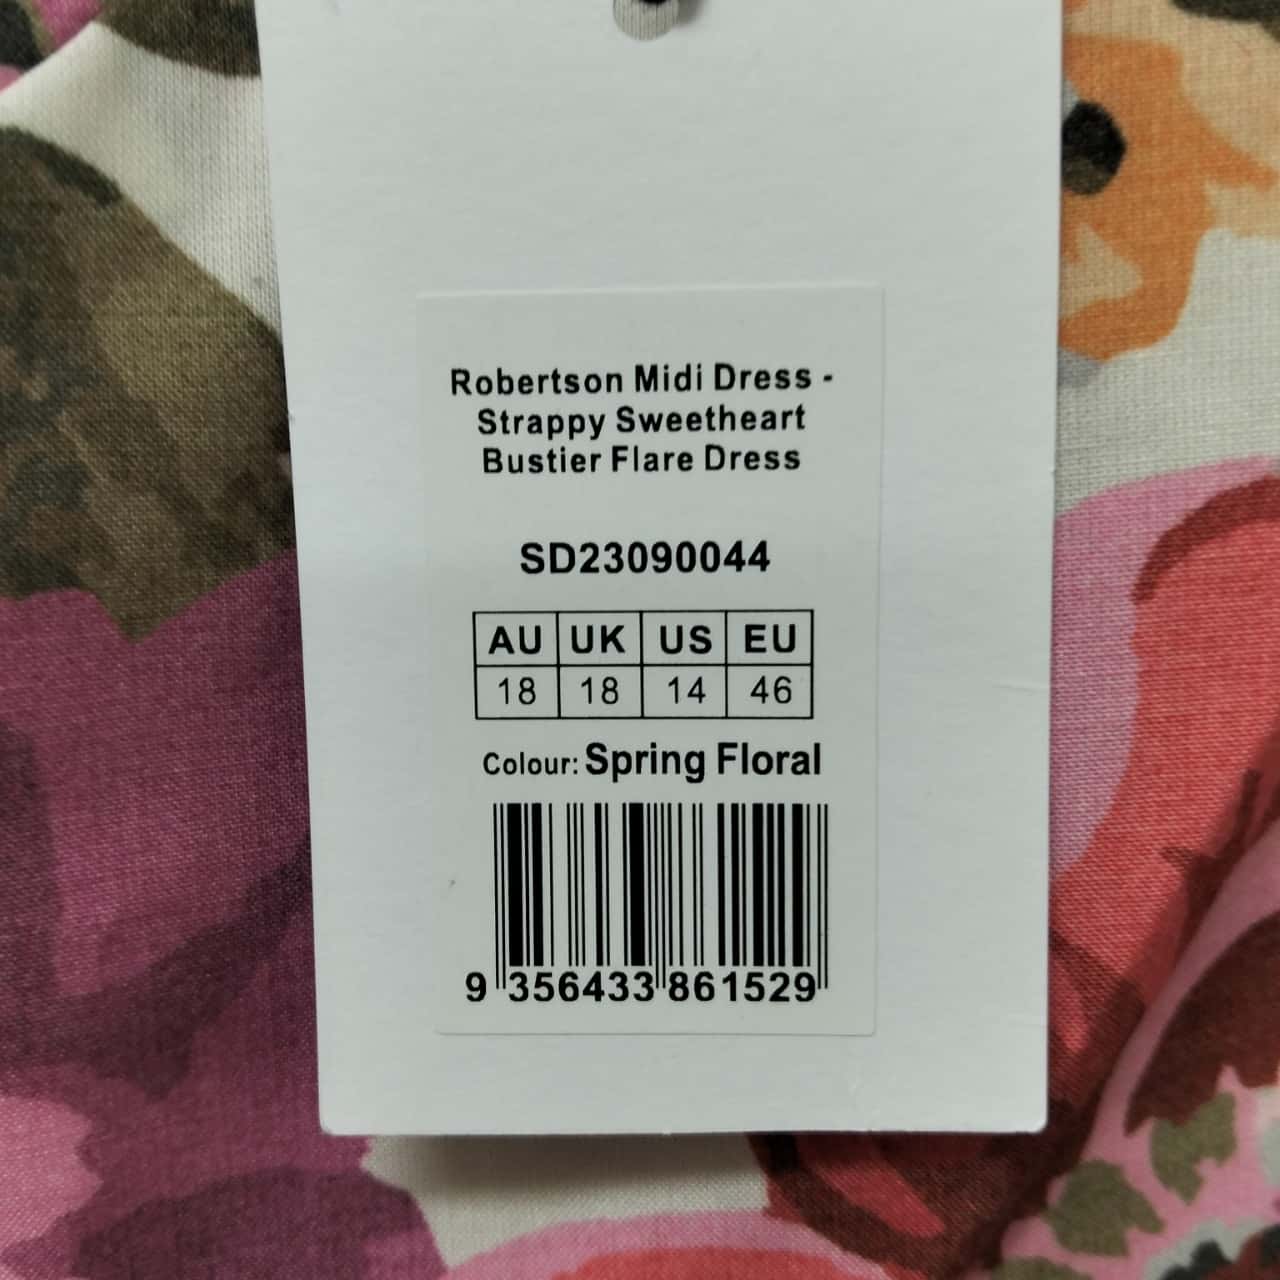 Robertson Midi Dress -
Strappy Sweetheart
Bustier Flare Dress
SD23090044
AU UK US EU
18 18 14 46
Colour: Spring Floral
9 356433 861529